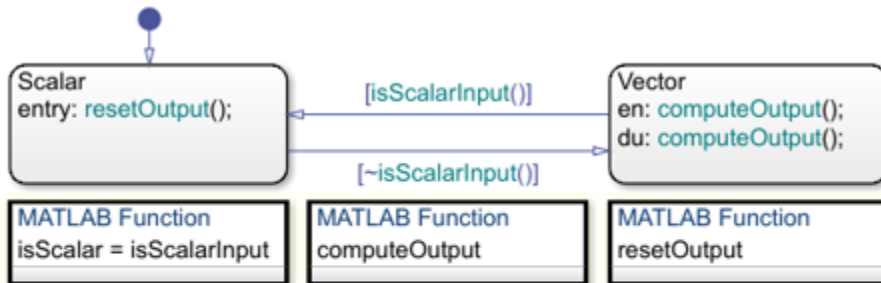 Scalar
entry: resetOutput();
[isScalarInput()]
[~isScalarInput()]
Vector
en: computeOutput();
du: computeOutput();
MATLAB Function
isScalar = isScalarInput
MATLAB Function
computeOutput
MATLAB Function
resetOutput